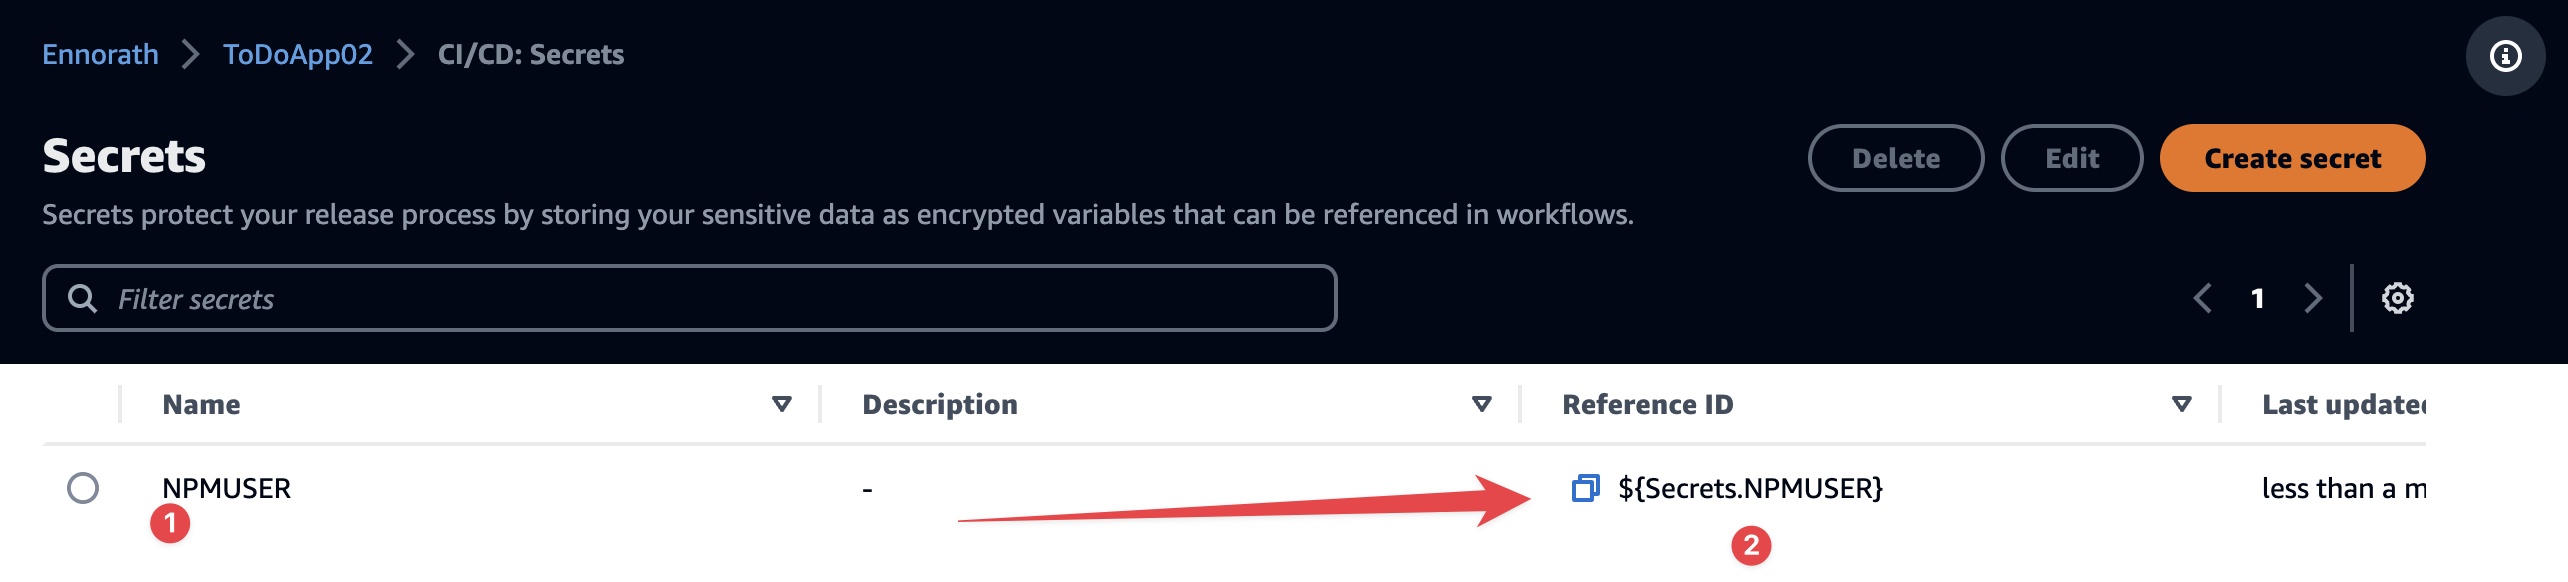 Ennorath > ToDoApp02 > CI/CD: Secrets
Secrets
Delete Edit Create secret
Secrets protect your release process by storing your sensitive data as encrypted variables that can be referenced in workflows.
Filter secrets
1
Name Description Reference ID Last updated
NPMUSER - ${Secrets.NPMUSER} less than a m
1
2